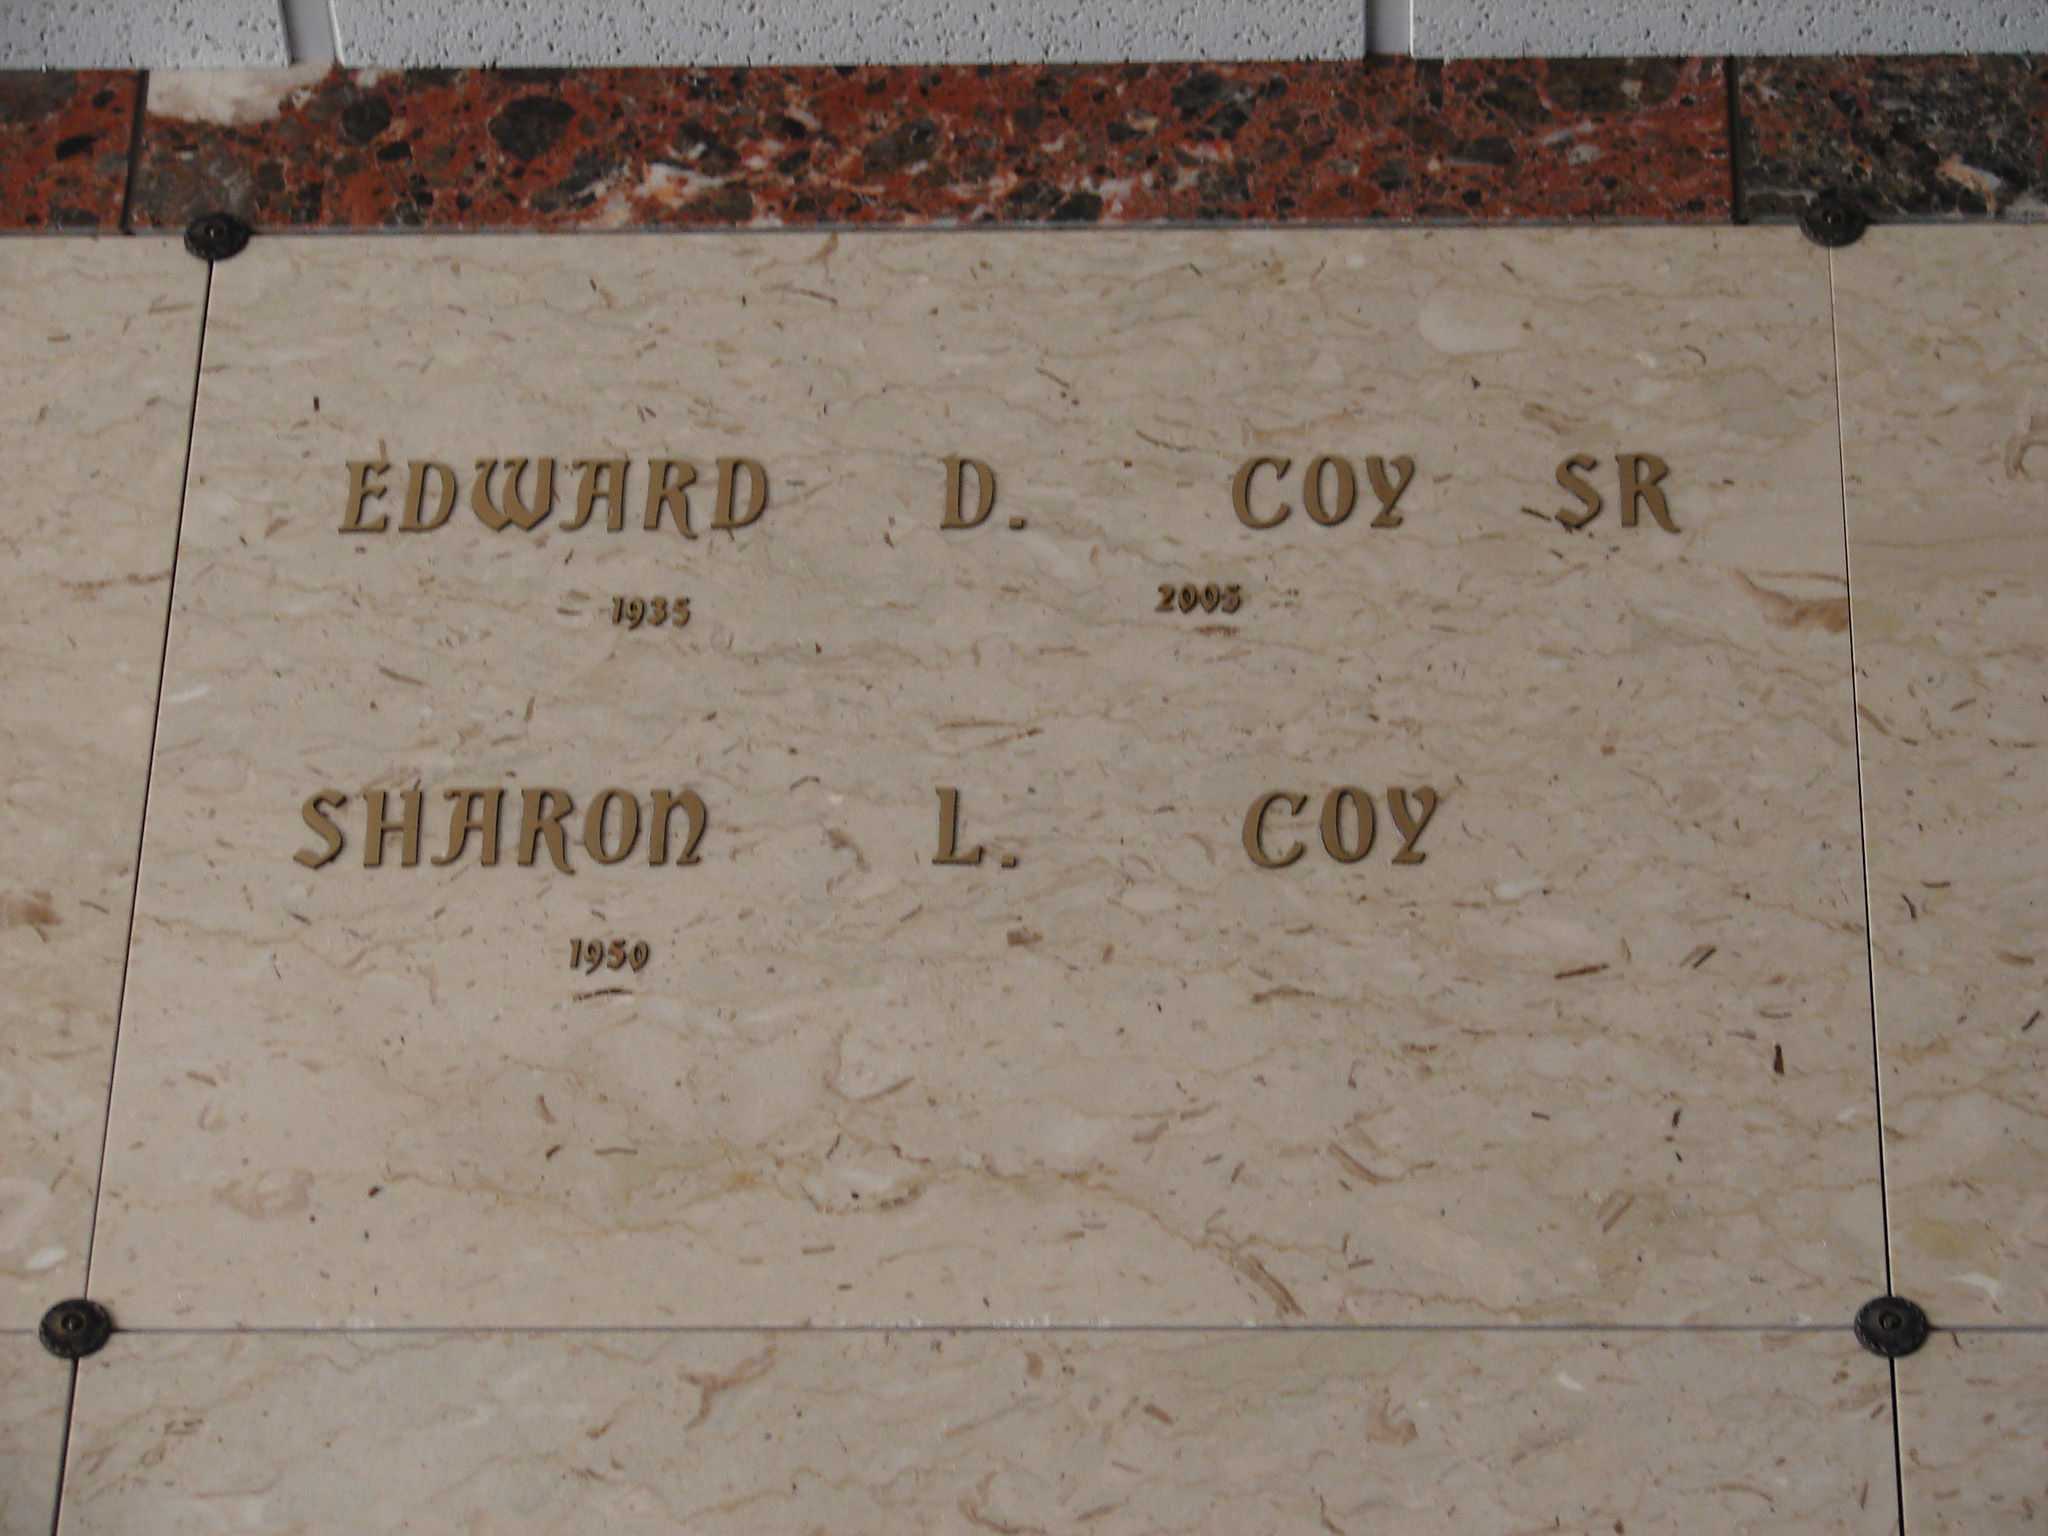 EDWARD D. COY SR
1935 2005
SHARON L. COY
1950